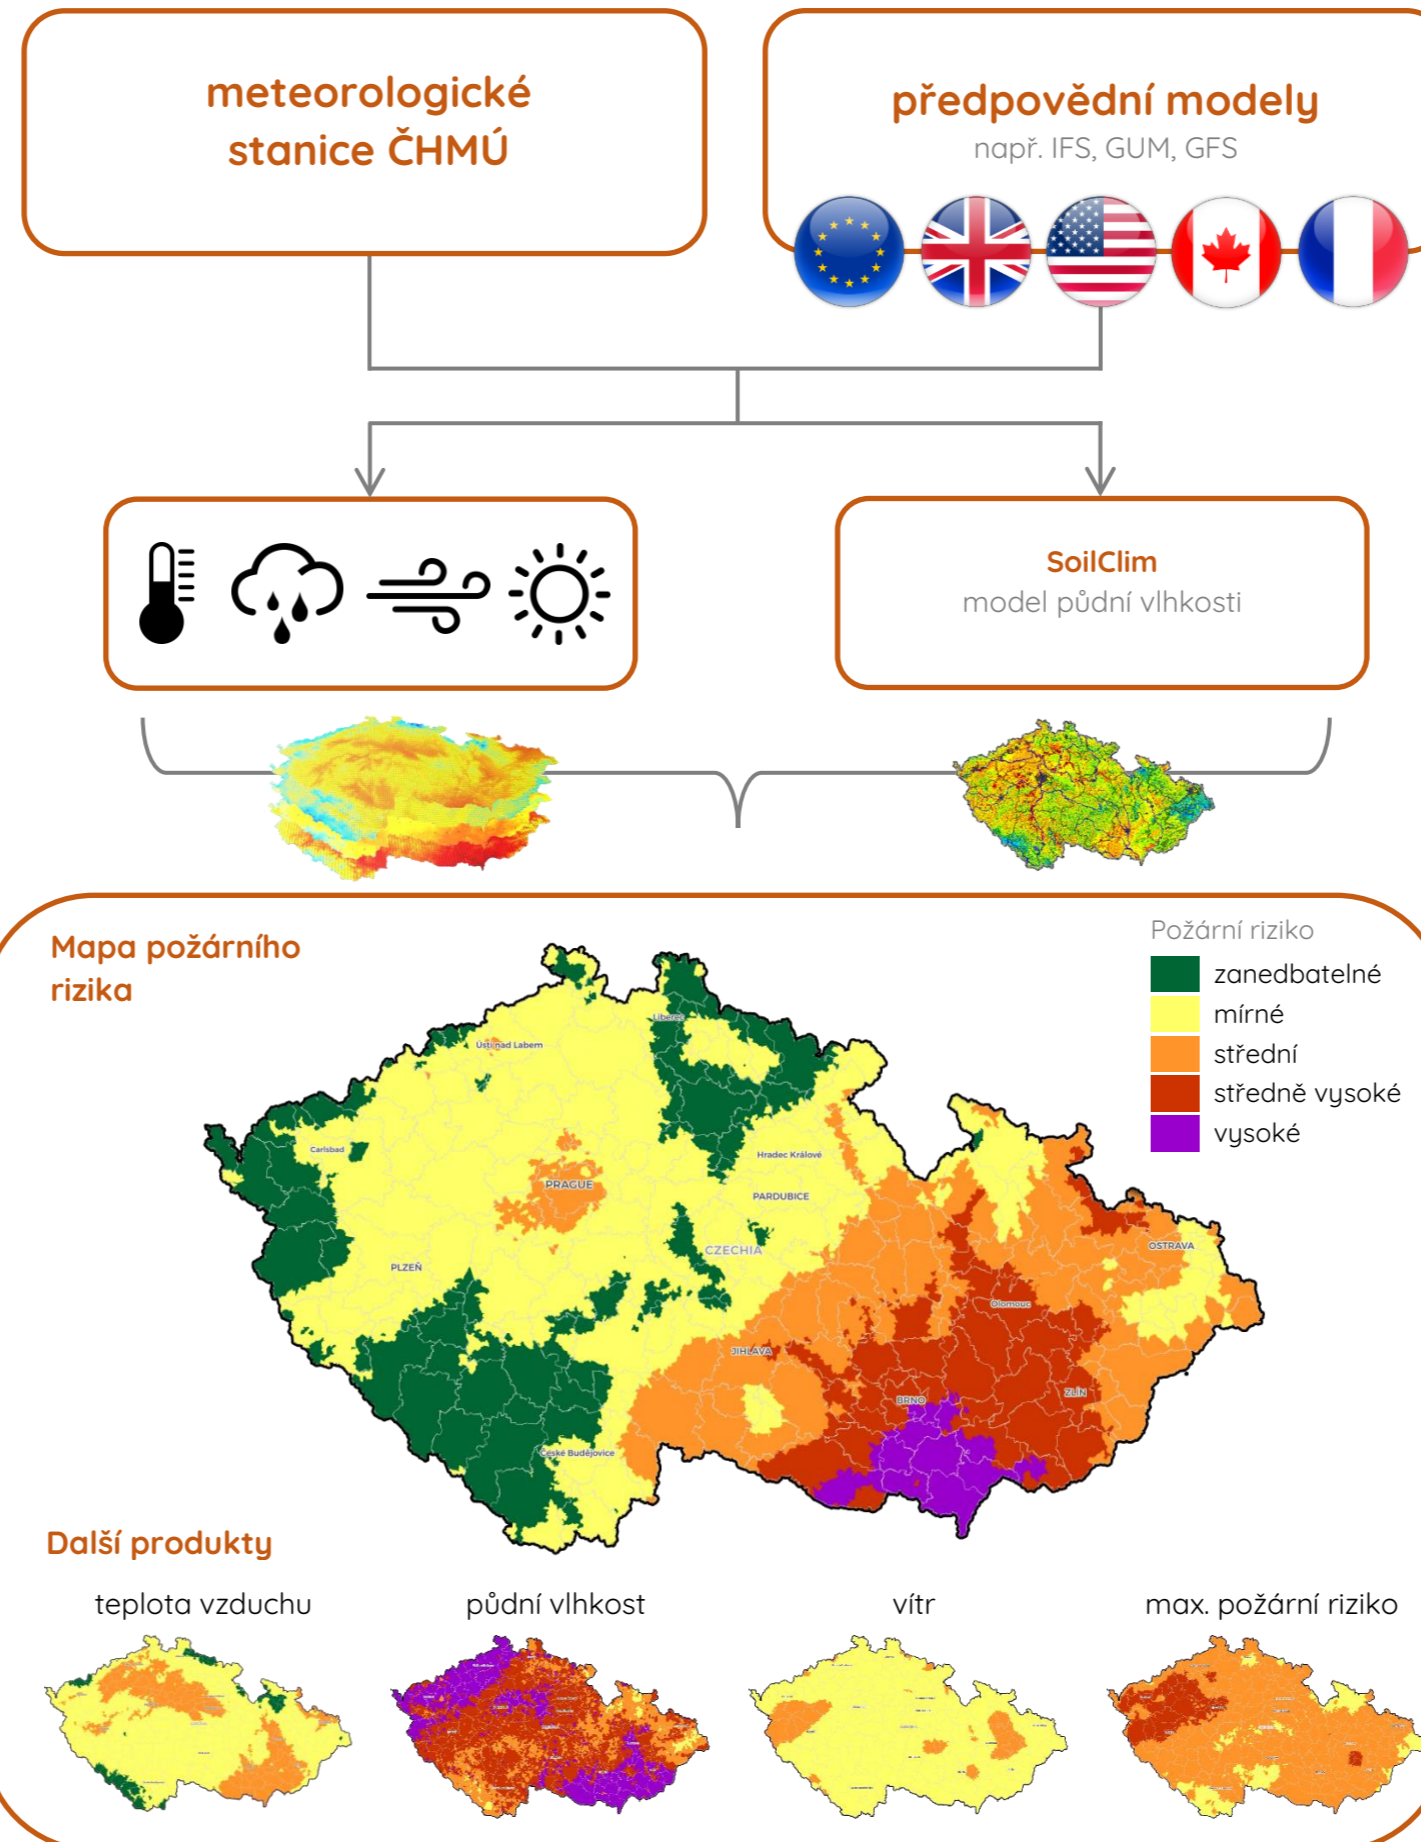 meteorologické
stanice ČHMÚ
předpovědní modely
např. IFS, GUM, GFS
SoilClim
model půdní vlhkosti
Mapa požárního
rizika
Požární riziko
zanedbatelné
mírné
střední
středně vysoké
vysoké
Liberec
Ústí nad Labem
Carlsbad
Hradec Králové
PRAGUE
PARDUBICE
CZECHIA
OSTRAVA
PLZEŇ
Olomouc
JIHLAVA
ZLÍN
BRNO
České Budějovice
Další produkty
teplota vzduchu
půdní vlhkost
vítr
max. požární riziko